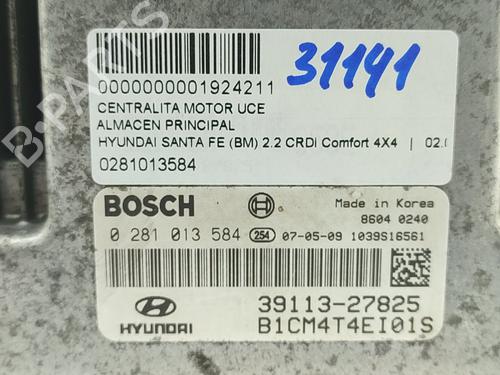 31141
0000000001924211
CENTRALITA MOTOR UCE
ALMACEN PRINCIPAL
HYUNDAI SANTA FE (BM) 2.2 CRDi Comfort 4X4 | 02.
0281013584
BOSCH
Made in Korea
8604 0240
0 281 013 584 254 07-05-09 1039S16561
39113-27825
HYUNDAI B1CM4T4EI01S
B-PARTS